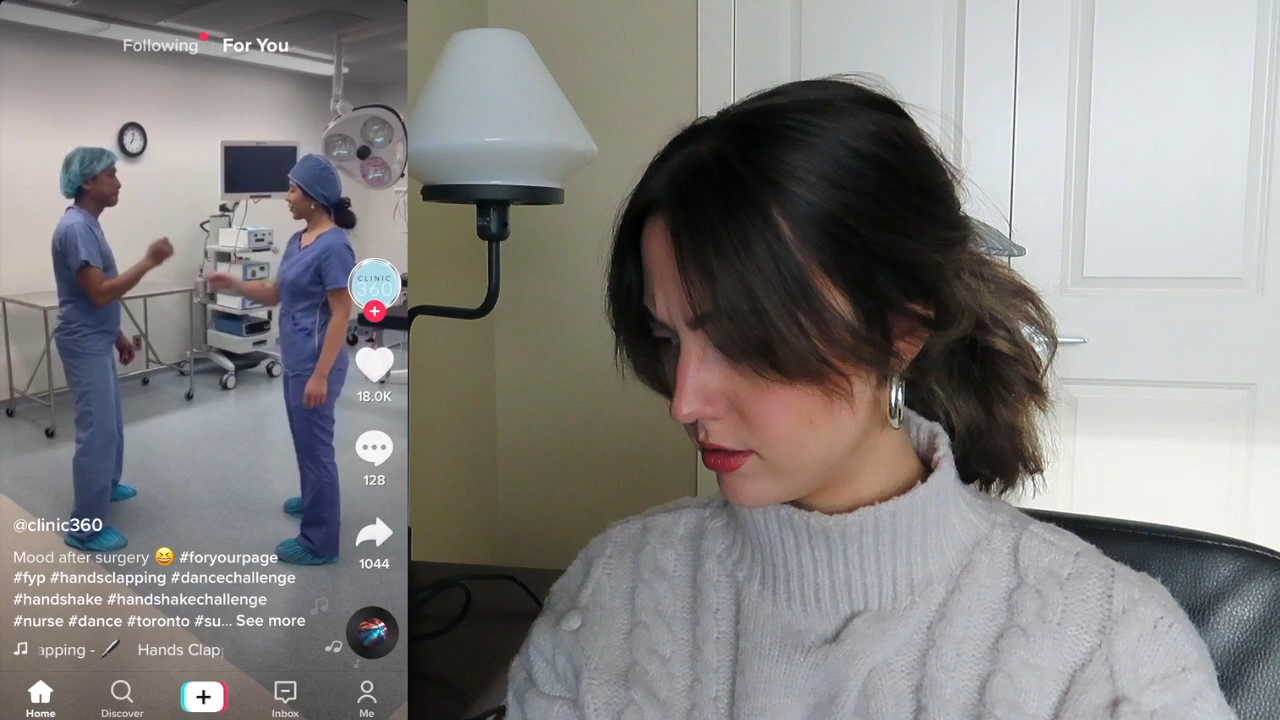 Following For You
CLINIC
360
18.0K
128
1044
@clinic360
Mood after surgery 😆 #foryourpage
#fyp #handsclapping #dancechallenge
#handshake #handshakechallenge
#nurse #dance #toronto #su... See more
apping - Hands Clap
Home Discover Inbox Me